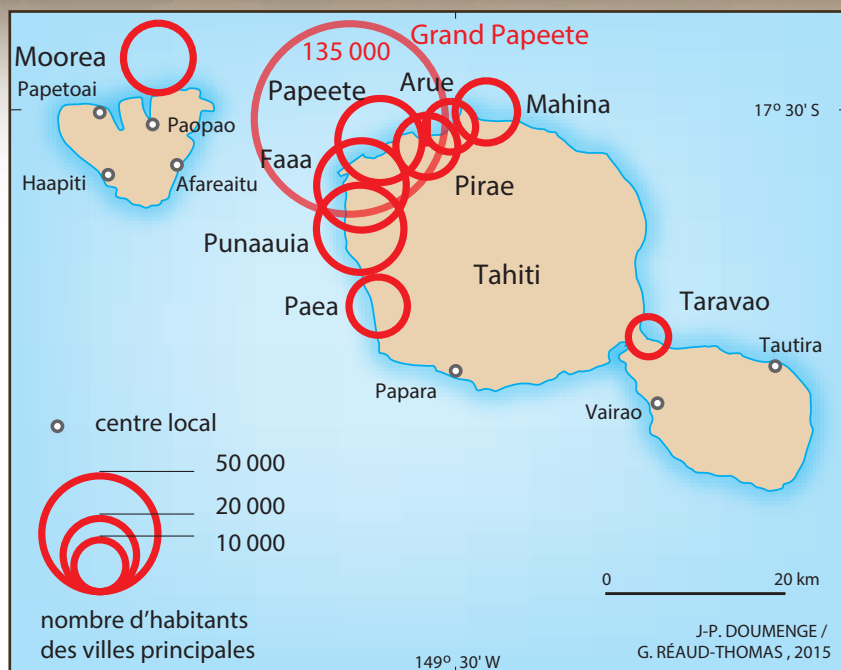 Grand Papeete
135 000
Moorea
Papetoai
Paopao
Haapiti
Afareaitu
Papeete
Arue
Mahina
17º 30' S
Faaa
Pirae
Punaauia
Tahiti
Paea
Taravao
Tautira
Papara
Vairao
centre local
50 000
20 000
10 000
nombre d'habitants
des villes principales
0 20 km
149º 30' W
J-P. DOUMENGE /
G. RÉAUD-THOMAS , 2015